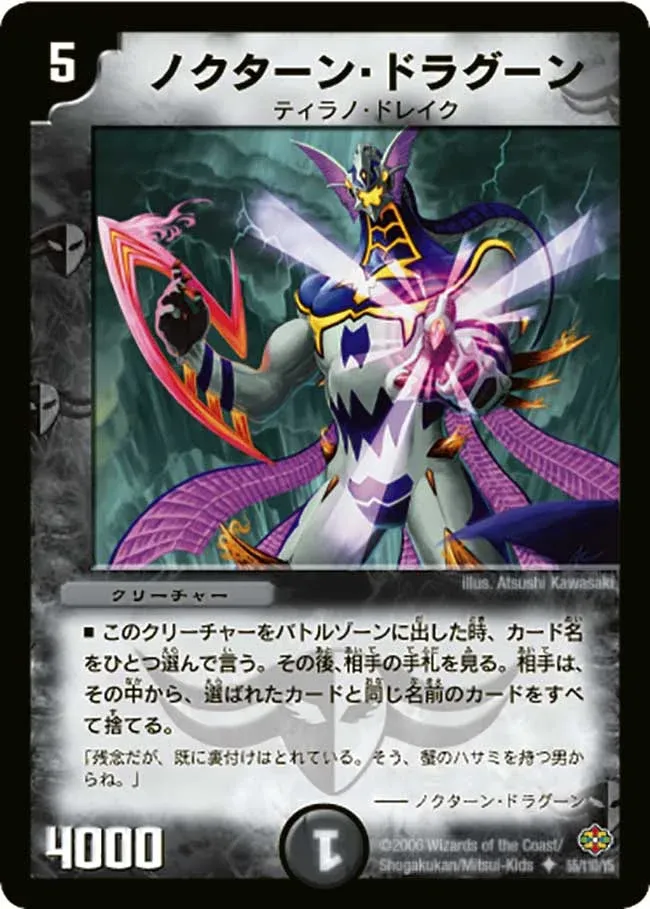 5
ノクターン・ドラグーン
ティラノ・ドレイク
illus. Atsushi Kawasaki
クリーチャー
■ このクリーチャーをバトルゾーンに出した時、カード名
をひとつ選んで言う。その後、相手の手札を見る。相手は、
その中から、選ばれたカードと同じ名前のカードをすべ
て捨てる。
「残念だが、既に裏付けはとれている。そう、蟹のハサミを持つ男か
らね。」
—— ノクターン・ドラグーン
4000
1
©2006 Wizards of the Coast/
Shogakukan/Mitsui-Kids
55/110/Y5